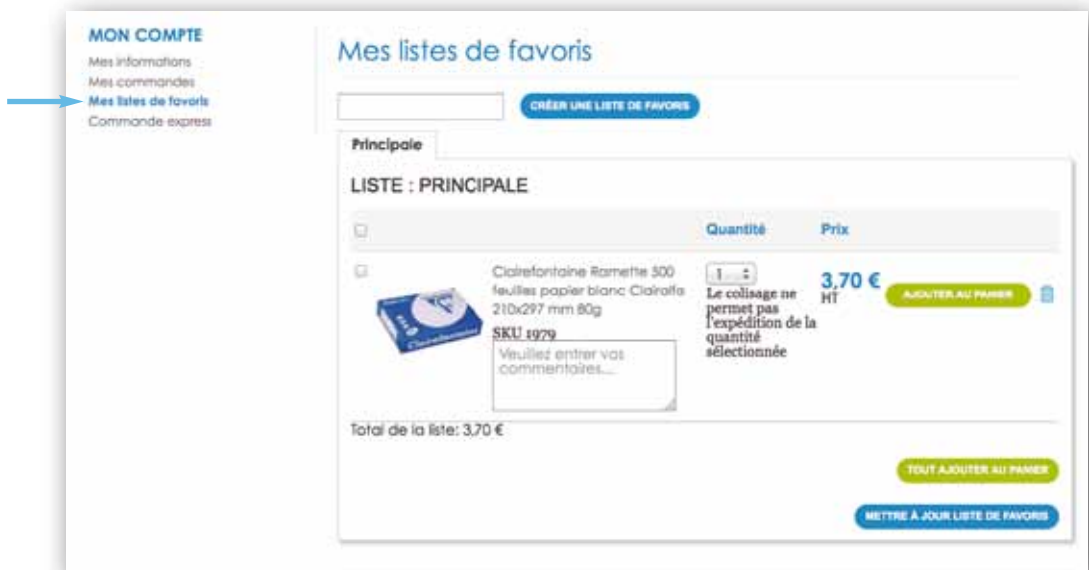 MON COMPTE
Mes informations
Mes commandes
Mes listes de favoris
Commande express
Mes listes de favoris
CRÉER UNE LISTE DE FAVORIS
Principale
LISTE : PRINCIPALE
Quantité Prix
Clairefontaine Ramette 500
feuilles papier blanc Clairalfa
210x297 mm 80g
SKU 1979
Veuillez entrer vos
commentaires....
1
Le colisage ne
permet pas
l'expédition de la
quantité
sélectionnée
3,70 €
HT
AJOUTER AU PANIER
Clairefontaine
Total de la liste: 3,70 €
TOUT AJOUTER AU PANIER
METTRE À JOUR LISTE DE FAVORIS